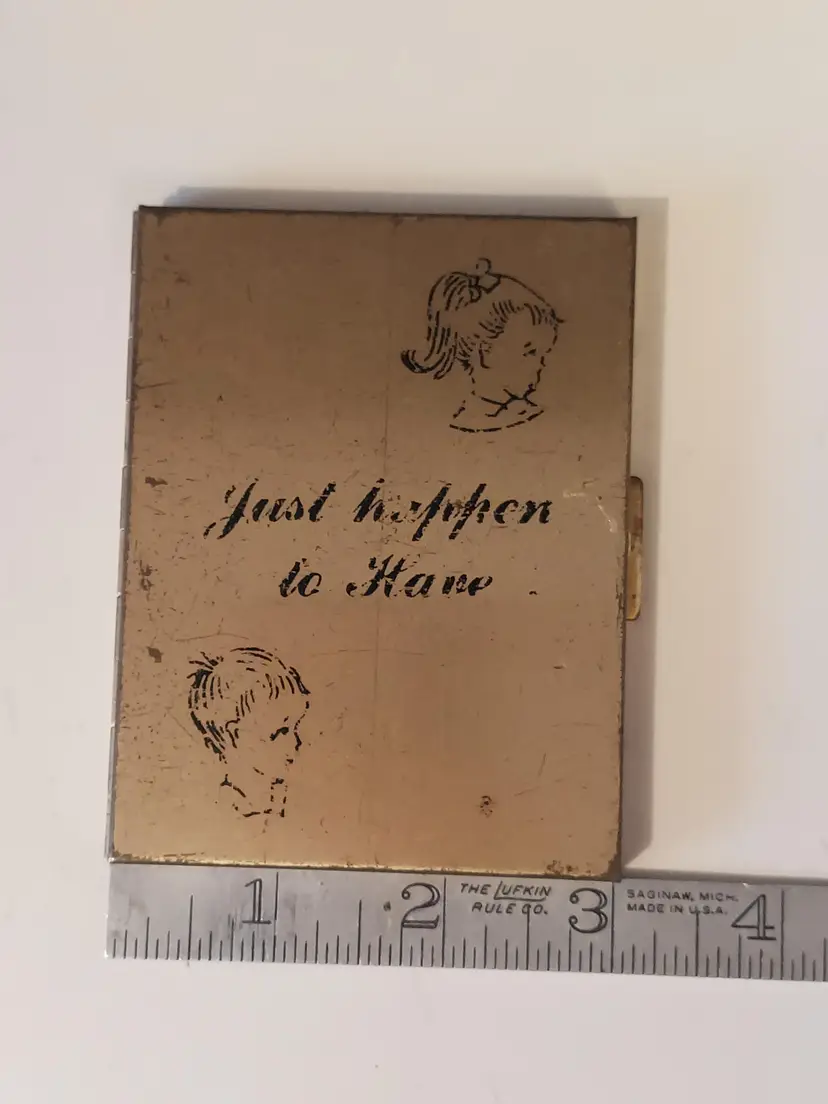 Just happen
to Have
1 2 THE LUFKIN RULE CO. 3 SAGINAW, MICH. MADE IN U.S.A. 4